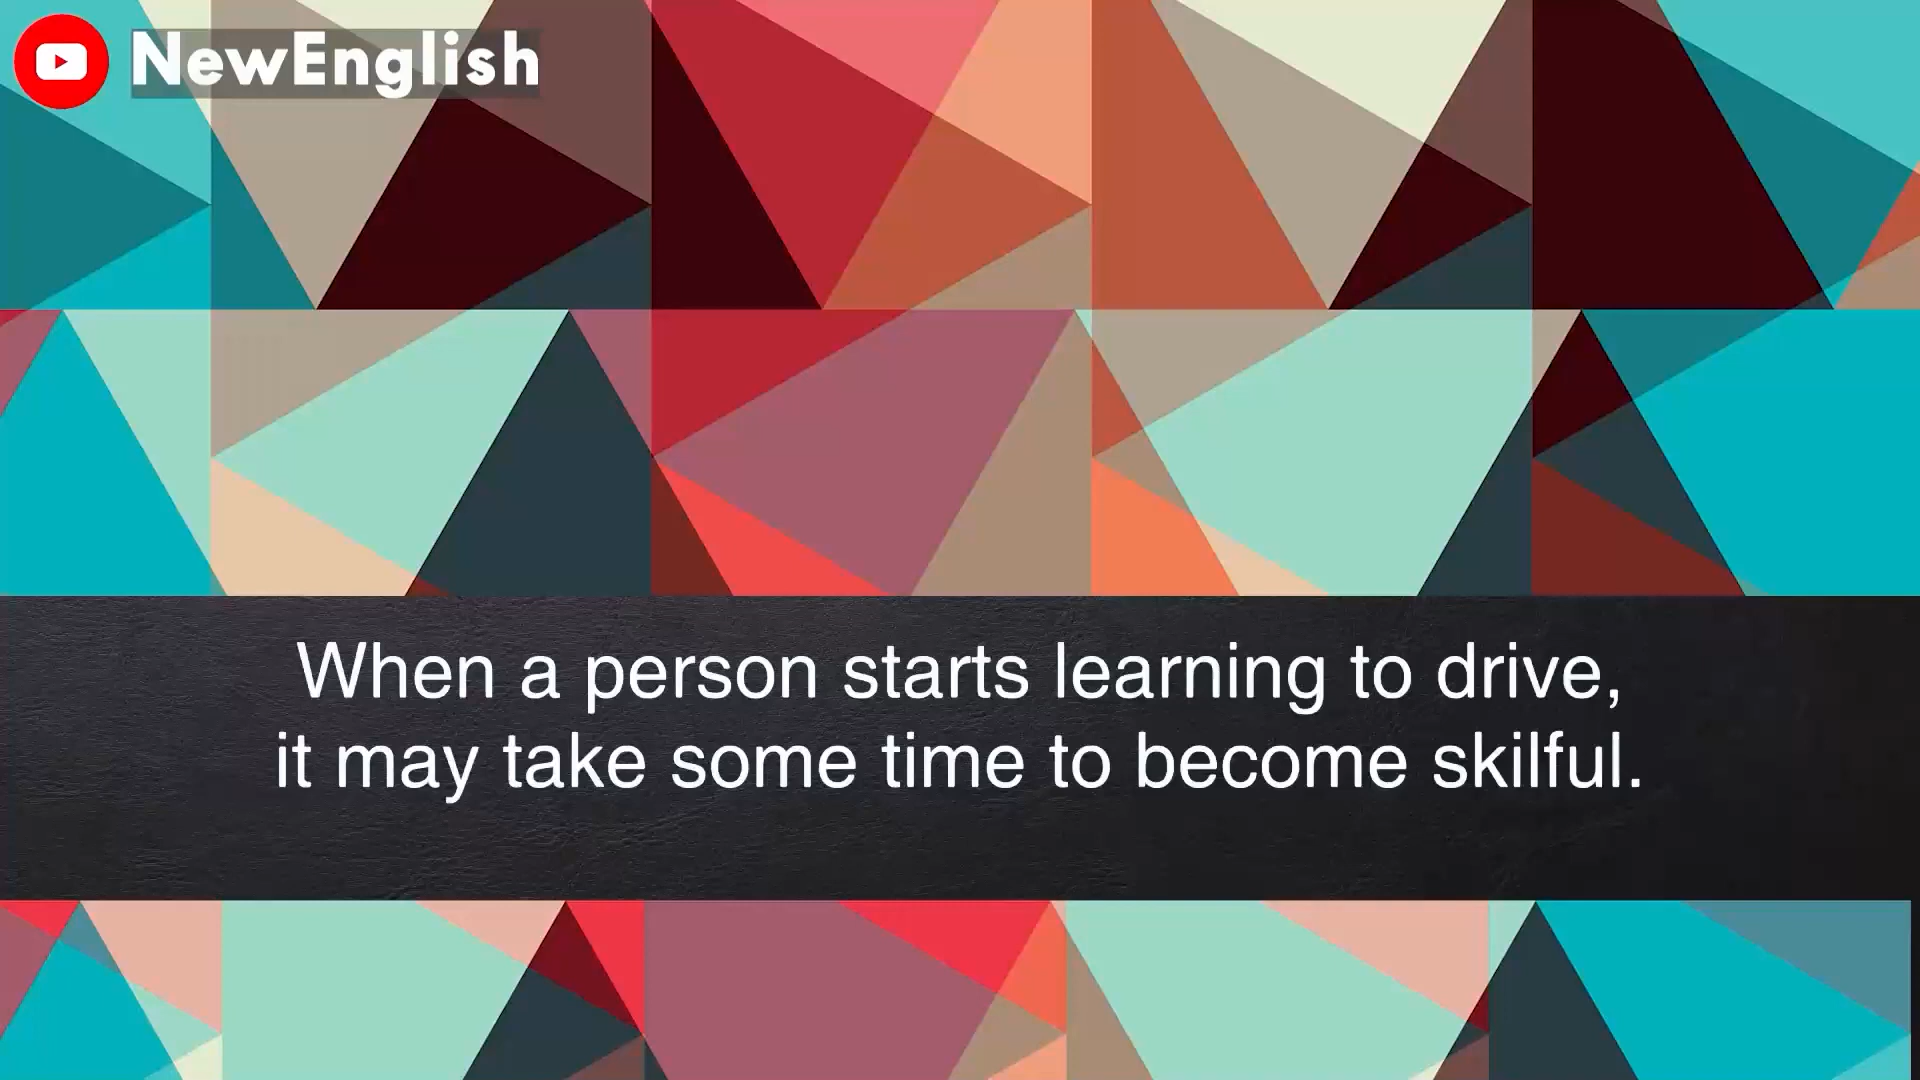 NewEnglish
When a person starts learning to drive,
it may take some time to become skilful.